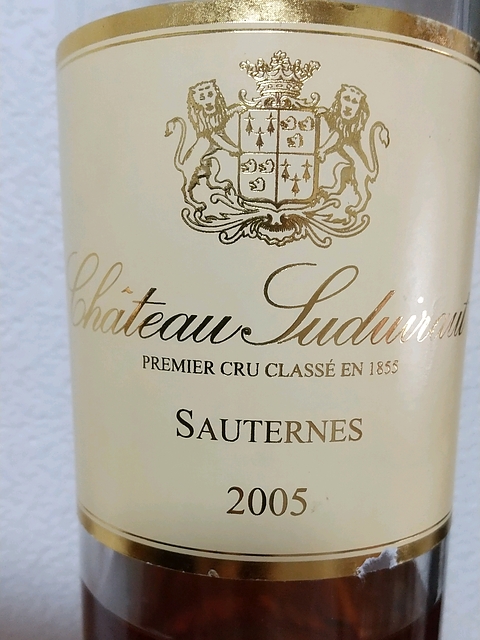 Château Suduiraut
PREMIER CRU CLASSÉ EN 1855
SAUTERNES
2005